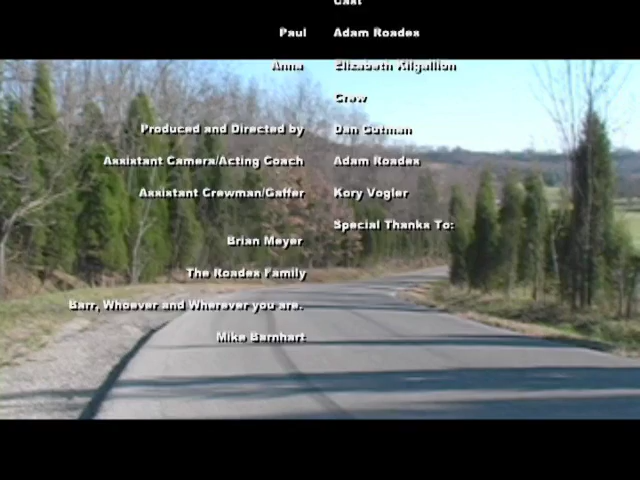 Cast
Paul Adam Roades
Anna Elizabeth Kilgallion
Crew
Produced and Directed by Dan Gutman
Assistant Camera/Acting Coach Adam Roades
Assistant Crewman/Gaffer Kory Vogler
Special Thanks To:
Brian Meyer
The Roades Family
Barr, Whoever and Wherever you are.
Mike Barnhart